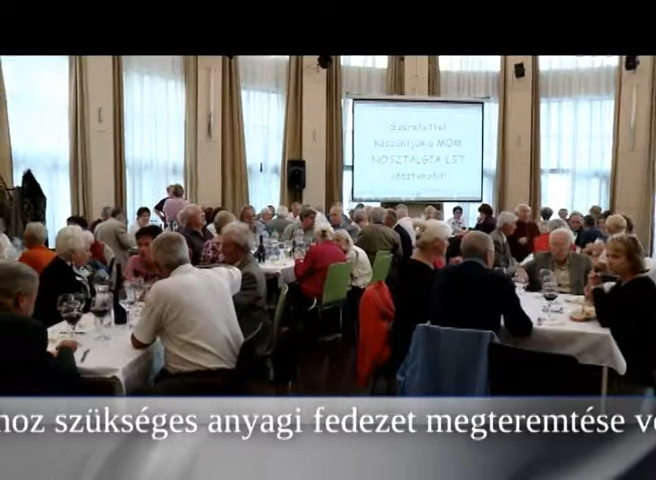 Szeretettel
köszöntjük a MOM
NOSZTALGIA EST
résztvevőit!
hoz szükséges anyagi fedezet megteremtése v